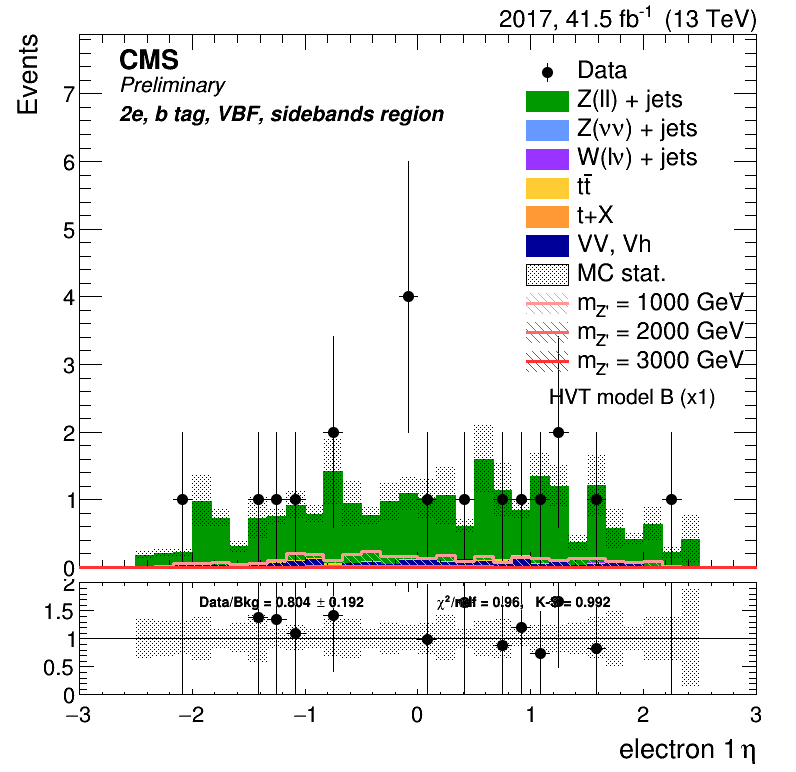 2017, 41.5 fb⁻¹ (13 TeV)
Events
CMS
Preliminary
2e, b tag, VBF, sidebands region
Data
Z(ll) + jets
Z(νν) + jets
W(lν) + jets
tt̄
t+X
VV, Vh
MC stat.
m_Z' = 1000 GeV
m_Z' = 2000 GeV
m_Z' = 3000 GeV
HVT model B (x1)
7
6
5
4
3
2
1
0
Data/Bkg = 0.804 ± 0.192
χ²/ndf = 0.96, K-S = 0.992
2
1.5
1
0.5
0
−3 −2 −1 0 1 2 3
electron 1 η